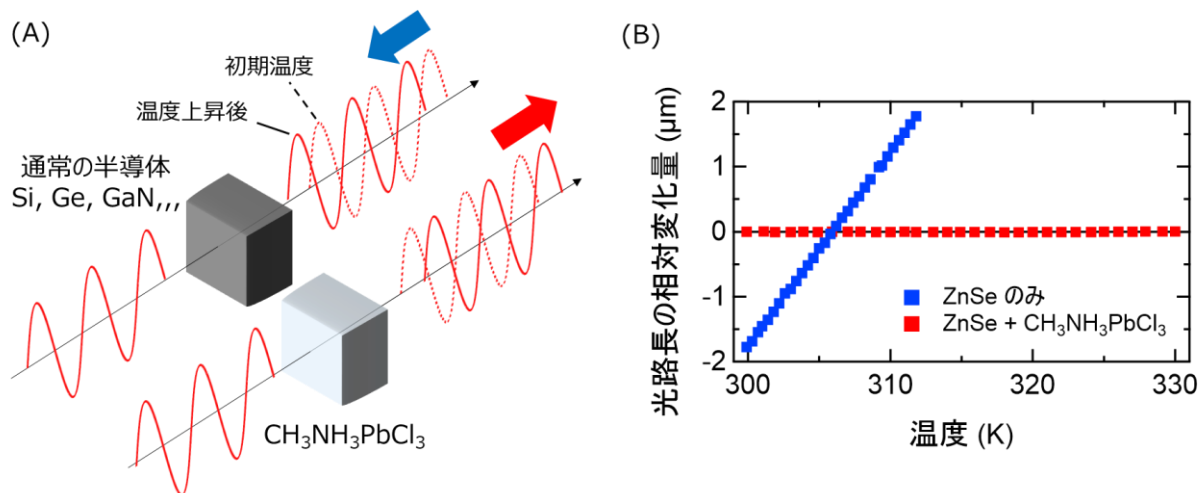 (A)
初期温度
温度上昇後
通常の半導体
Si, Ge, GaN,,,
CH₃NH₃PbCl₃
(B)
光路長の相対変化量 (μm)
2
1
0
-1
-2
ZnSe のみ
ZnSe + CH₃NH₃PbCl₃
300
310
320
330
温度 (K)